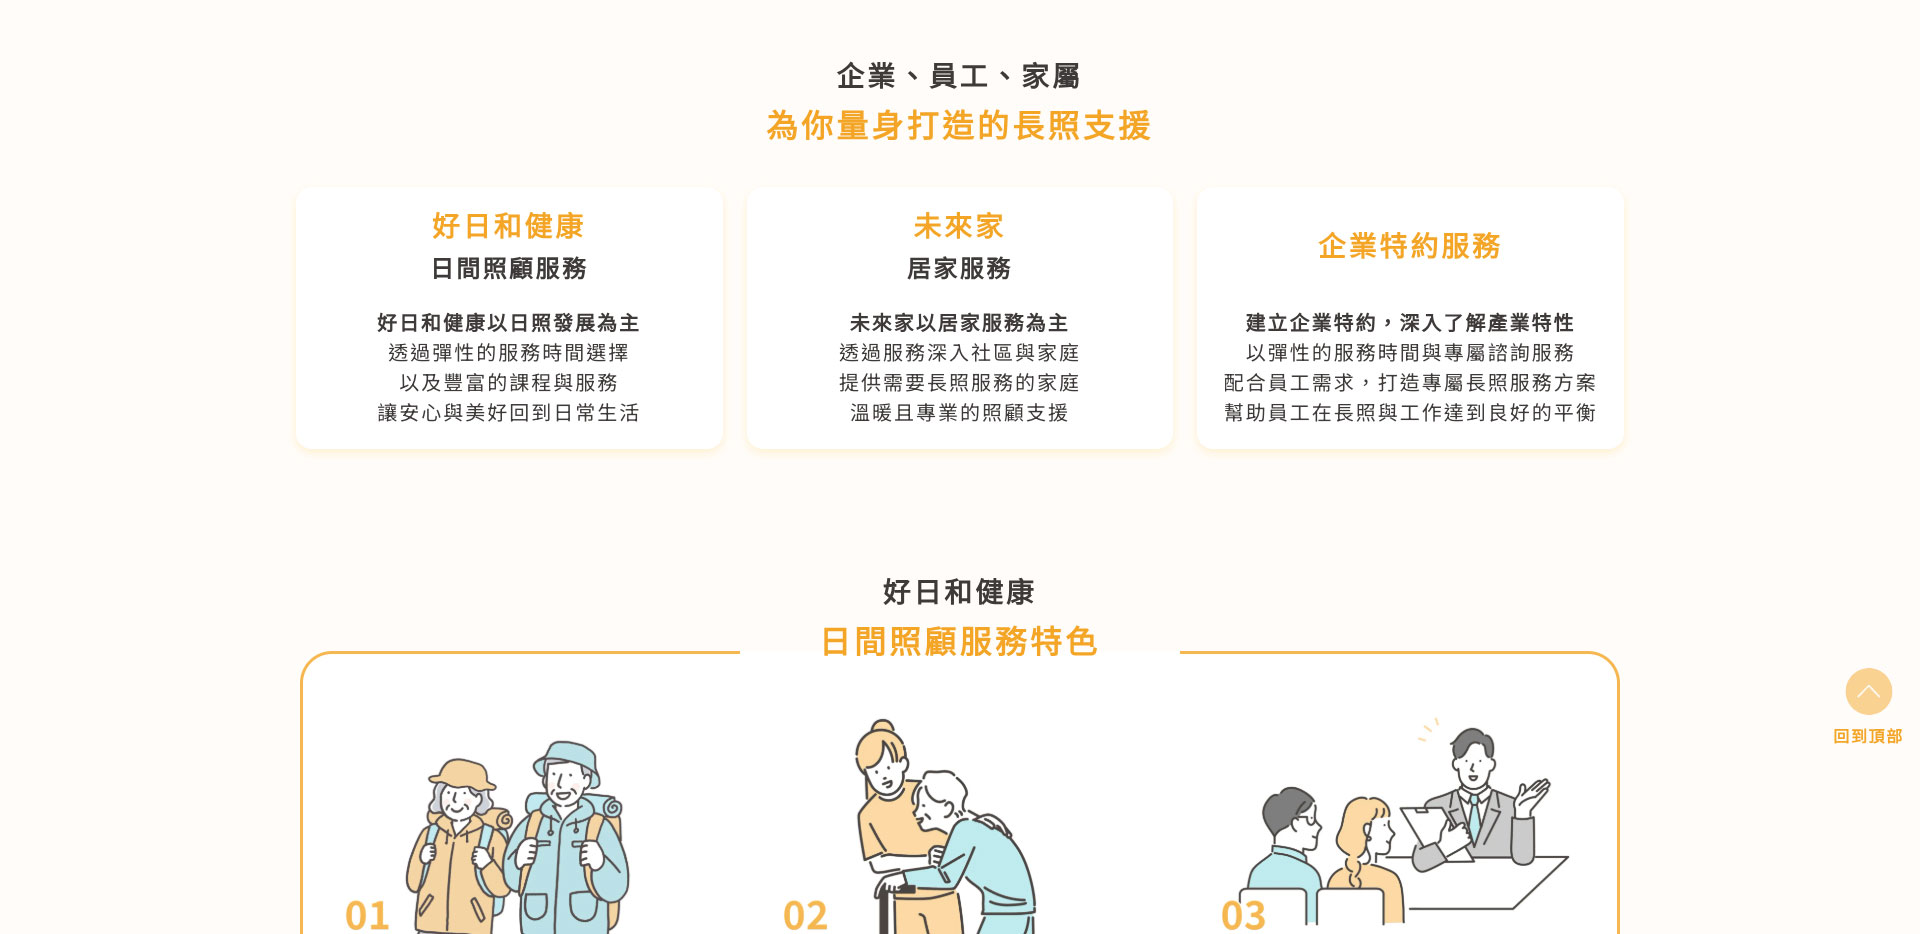 企業、員工、家屬
為你量身打造的長照支援
好日和健康
日間照顧服務
好日和健康以日照發展為主
透過彈性的服務時間選擇
以及豐富的課程與服務
讓安心與美好回到日常生活
未來家
居家服務
未來家以居家服務為主
透過服務深入社區與家庭
提供需要長照服務的家庭
溫暖且專業的照顧支援
企業特約服務
建立企業特約，深入了解產業特性
以彈性的服務時間與專屬諮詢服務
配合員工需求，打造專屬長照服務方案
幫助員工在長照與工作達到良好的平衡
好日和健康
日間照顧服務特色
回到頂部
01
02
03